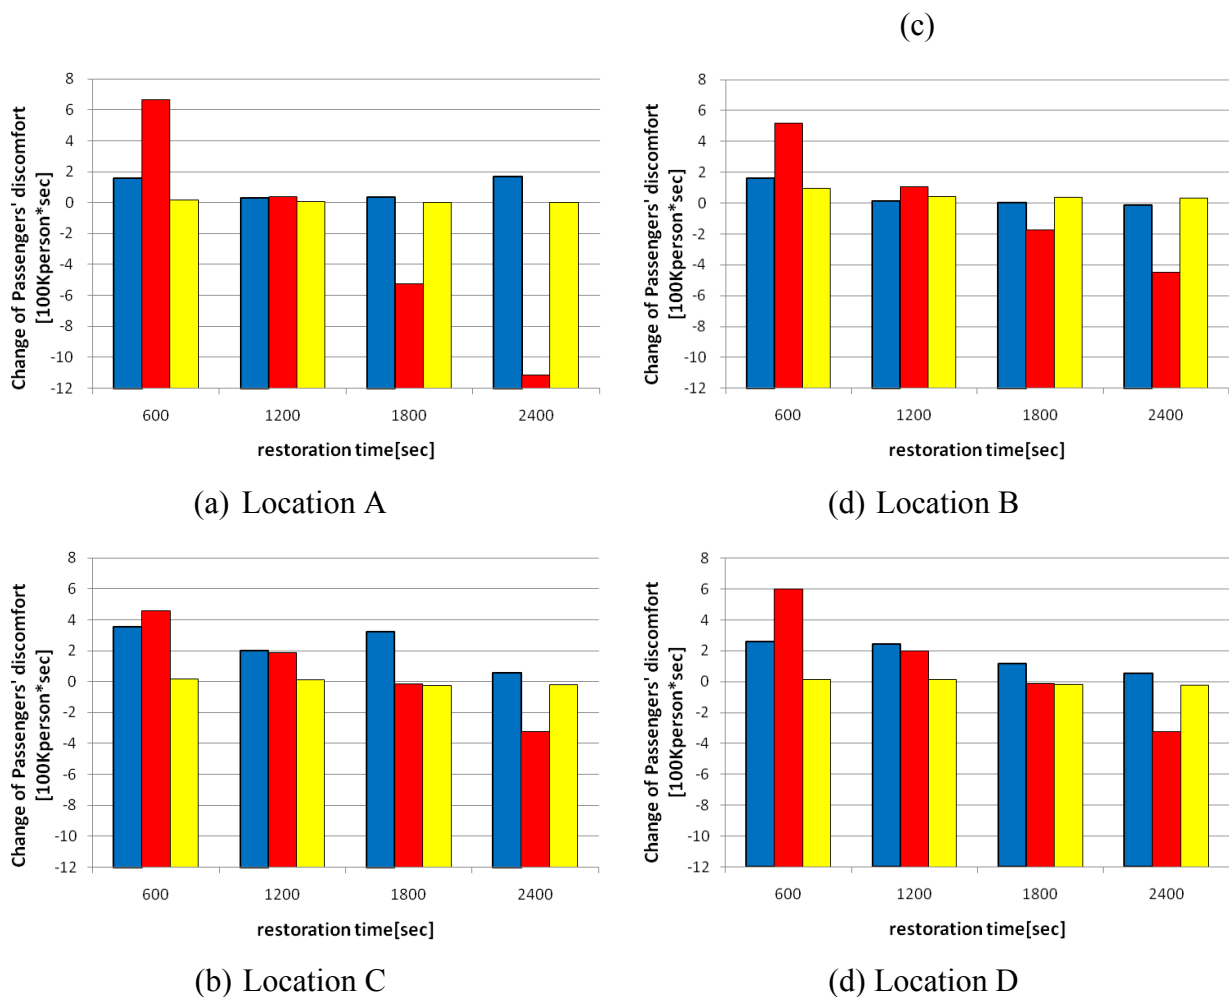 (c)
8
6
4
2
0
-2
-4
-6
-8
-10
-12
Change of Passengers' discomfort
[100Kperson*sec]
600 1200 1800 2400
restoration time[sec]
(a) Location A
8
6
4
2
0
-2
-4
-6
-8
-10
-12
Change of Passengers' discomfort
[100Kperson*sec]
600 1200 1800 2400
restoration time[sec]
(d) Location B
8
6
4
2
0
-2
-4
-6
-8
-10
-12
Change of Passengers' discomfort
[100Kperson*sec]
600 1200 1800 2400
restoration time[sec]
(b) Location C
8
6
4
2
0
-2
-4
-6
-8
-10
-12
Change of Passengers' discomfort
[100Kperson*sec]
600 1200 1800 2400
restoration time[sec]
(d) Location D